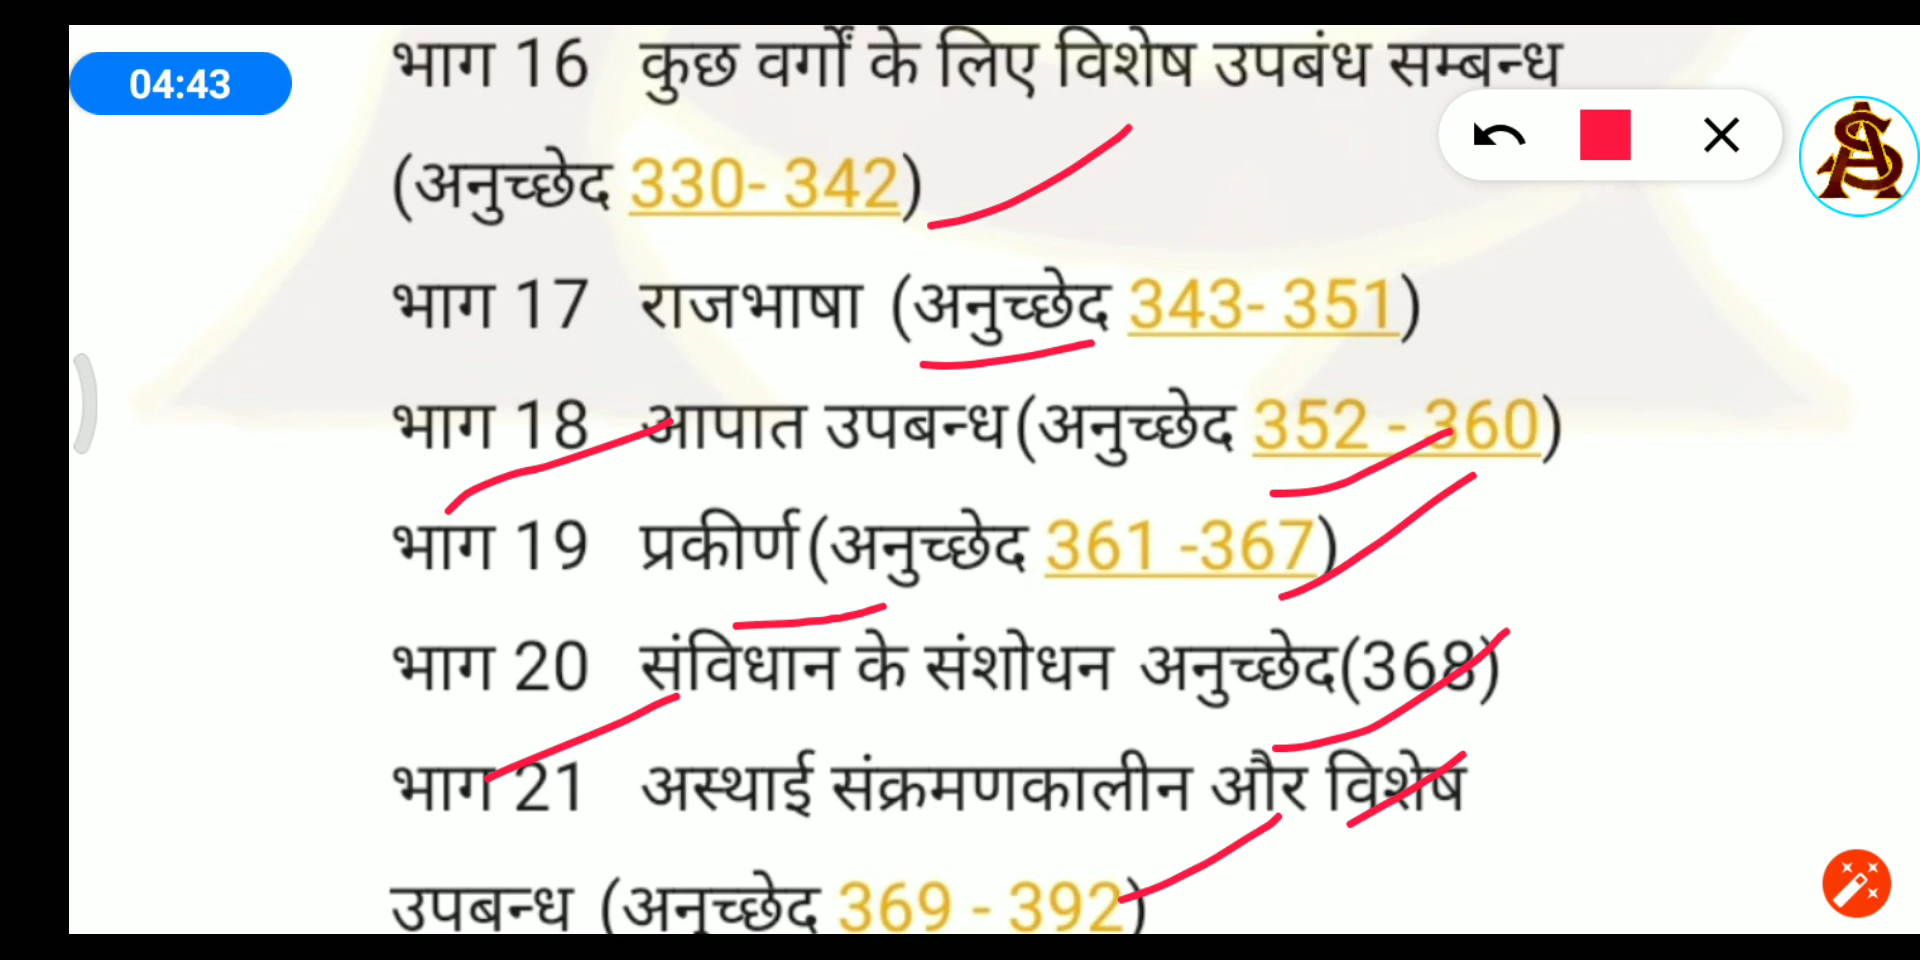 04:43
भाग 16 कुछ वर्गों के लिए विशेष उपबंध सम्बन्ध
(अनुच्छेद 330- 342)
भाग 17 राजभाषा (अनुच्छेद 343- 351)
भाग 18 आपात उपबन्ध(अनुच्छेद 352 - 360)
भाग 19 प्रकीर्ण(अनुच्छेद 361 -367)
भाग 20 संविधान के संशोधन अनुच्छेद(368)
भाग 21 अस्थाई संक्रमणकालीन और विशेष
उपबन्ध (अनुच्छेद 369 - 392)